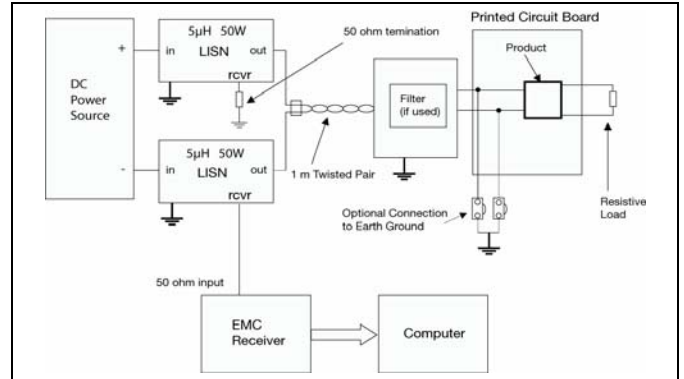 Printed Circuit Board
5µH 50W
LISN
in
out
rcvr
50 ohm temination
Product
+
DC
Power
Source
-
Filter
(if used)
5µH 50W
LISN
in
out
rcvr
1 m Twisted Pair
Optional Connection
to Earth Ground
Resistive
Load
50 ohm input
EMC
Receiver
Computer